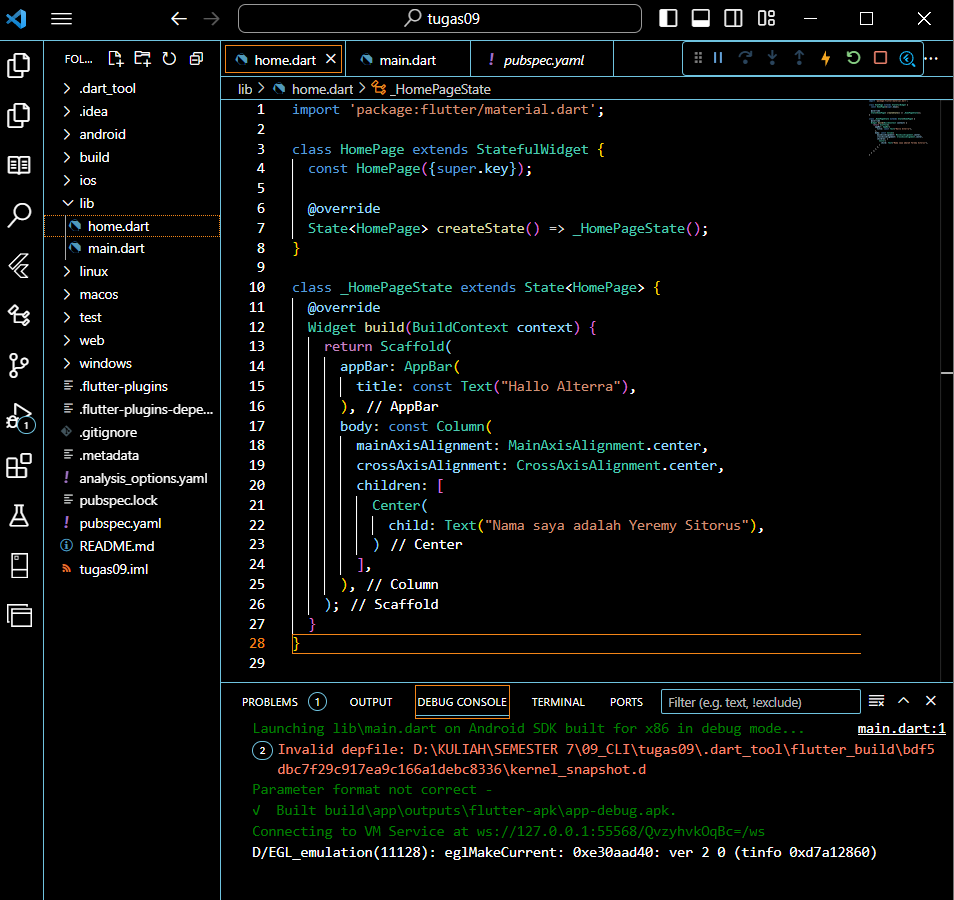 tugas09
FOL...
.dart_tool
.idea
android
build
ios
lib
home.dart
main.dart
linux
macos
test
web
windows
.flutter-plugins
.flutter-plugins-depe...
.gitignore
.metadata
analysis_options.yaml
pubspec.lock
pubspec.yaml
README.md
tugas09.iml
1
home.dart
main.dart
! pubspec.yaml
lib > home.dart > _HomePageState
1 import 'package:flutter/material.dart';
2
3 class HomePage extends StatefulWidget {
4 const HomePage({super.key});
5
6 @override
7 State<HomePage> createState() => _HomePageState();
8 }
9
10 class _HomePageState extends State<HomePage> {
11 @override
12 Widget build(BuildContext context) {
13 return Scaffold(
14 appBar: AppBar(
15 title: const Text("Hallo Alterra"),
16 ), // AppBar
17 body: const Column(
18 mainAxisAlignment: MainAxisAlignment.center,
19 crossAxisAlignment: CrossAxisAlignment.center,
20 children: [
21 Center(
22 child: Text("Nama saya adalah Yeremy Sitorus"),
23 ) // Center
24 ],
25 ), // Column
26 ); // Scaffold
27 }
28 }
29
PROBLEMS 1 OUTPUT DEBUG CONSOLE TERMINAL PORTS Filter (e.g. text, !exclude)
Launching lib\main.dart on Android SDK built for x86 in debug mode... main.dart:1
2 Invalid depfile: D:\KULIAH\SEMESTER 7\09_CLI\tugas09\.dart_tool\flutter_build\bdf5
dbc7f29c917ea9c166a1debc8336\kernel_snapshot.d
Parameter format not correct -
√ Built build\app\outputs\flutter-apk\app-debug.apk.
Connecting to VM Service at ws://127.0.0.1:55568/QvzyhvkOqBc=/ws
D/EGL_emulation(11128): eglMakeCurrent: 0xe30aad40: ver 2 0 (tinfo 0xd7a12860)